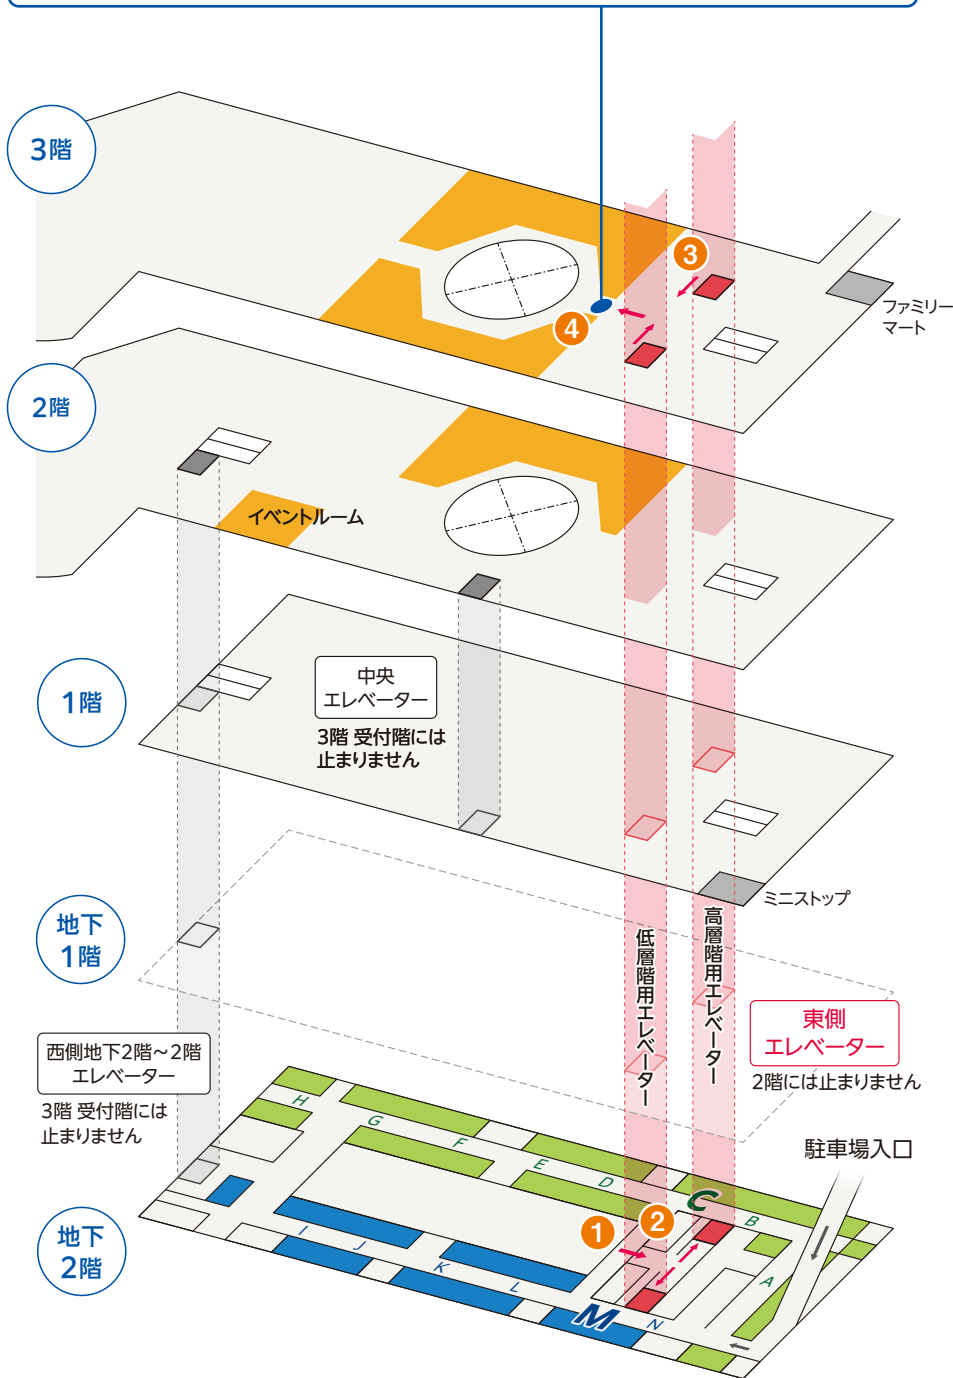 3階
3
4
ファミリー
マート
2階
イベントルーム
1階
中央
エレベーター
3階 受付階には
止まりません
ミニストップ
地下
1階
低層階用エレベーター
高層階用エレベーター
東側
エレベーター
2階には止まりません
西側地下2階～2階
エレベーター
3階 受付階には
止まりません
駐車場入口
地下
2階
H
G
F
E
D
C
B
A
1
2
I
J
K
L
M
N